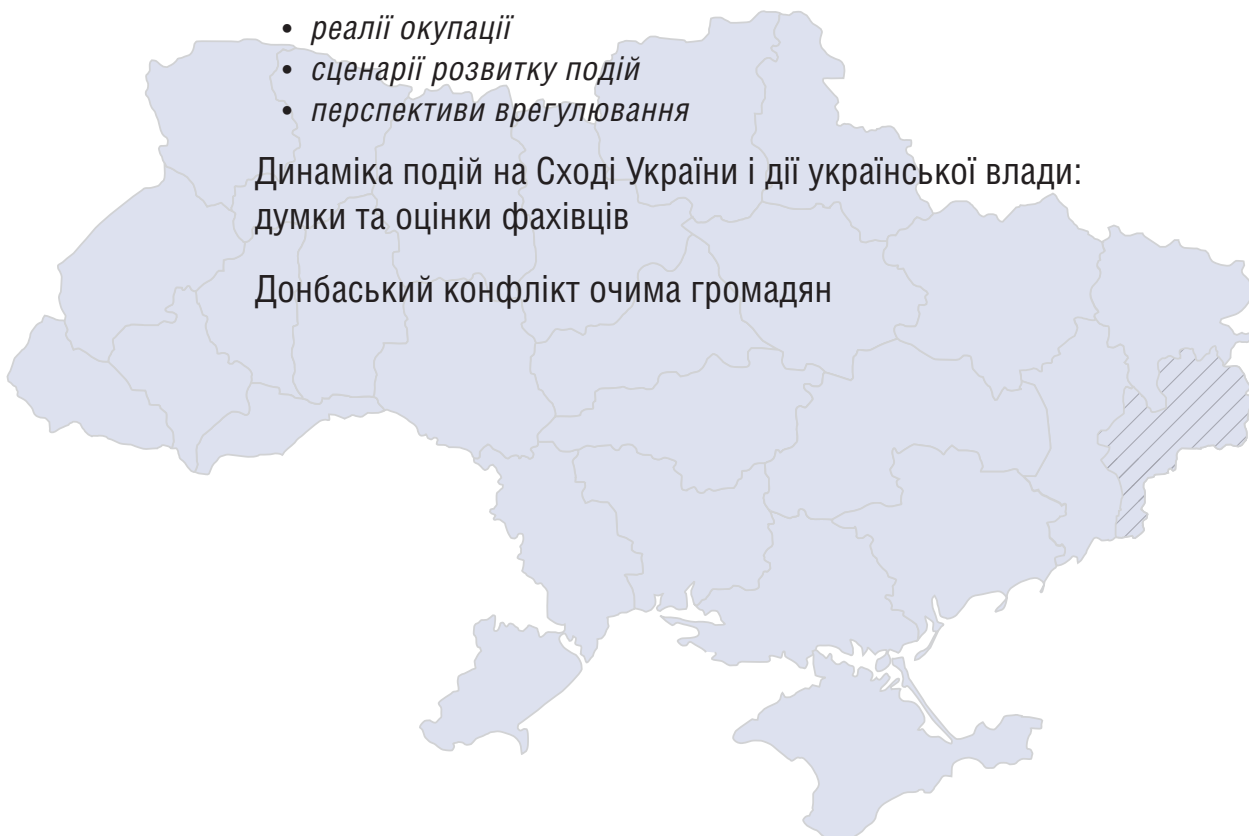 • реалії окупації
• сценарії розвитку подій
• перспективи врегулювання
Динаміка подій на Сході України і дії української влади:
думки та оцінки фахівців
Донбаський конфлікт очима громадян